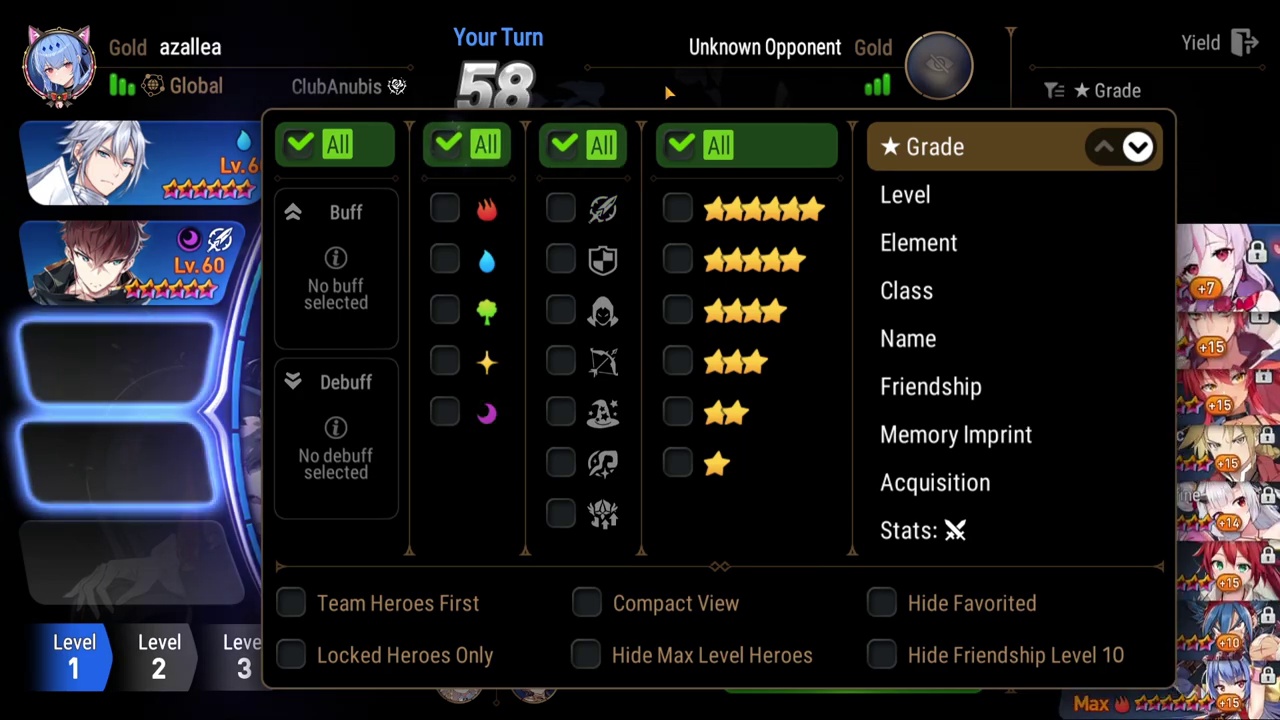 Gold azallea
Global
ClubAnubis
Your Turn
58
Unknown Opponent Gold
Yield
★ Grade
Lv.6
Lv.60
All
All
All
All
Buff
No buff
selected
Debuff
No debuff
selected
★ Grade
Level
Element
Class
Name
Friendship
Memory Imprint
Acquisition
Stats:
Team Heroes First
Compact View
Hide Favorited
Locked Heroes Only
Hide Max Level Heroes
Hide Friendship Level 10
Level
1
Level
2
Leve
3
+7
+15
+15
+15
+14
+15
+10
Max
+15